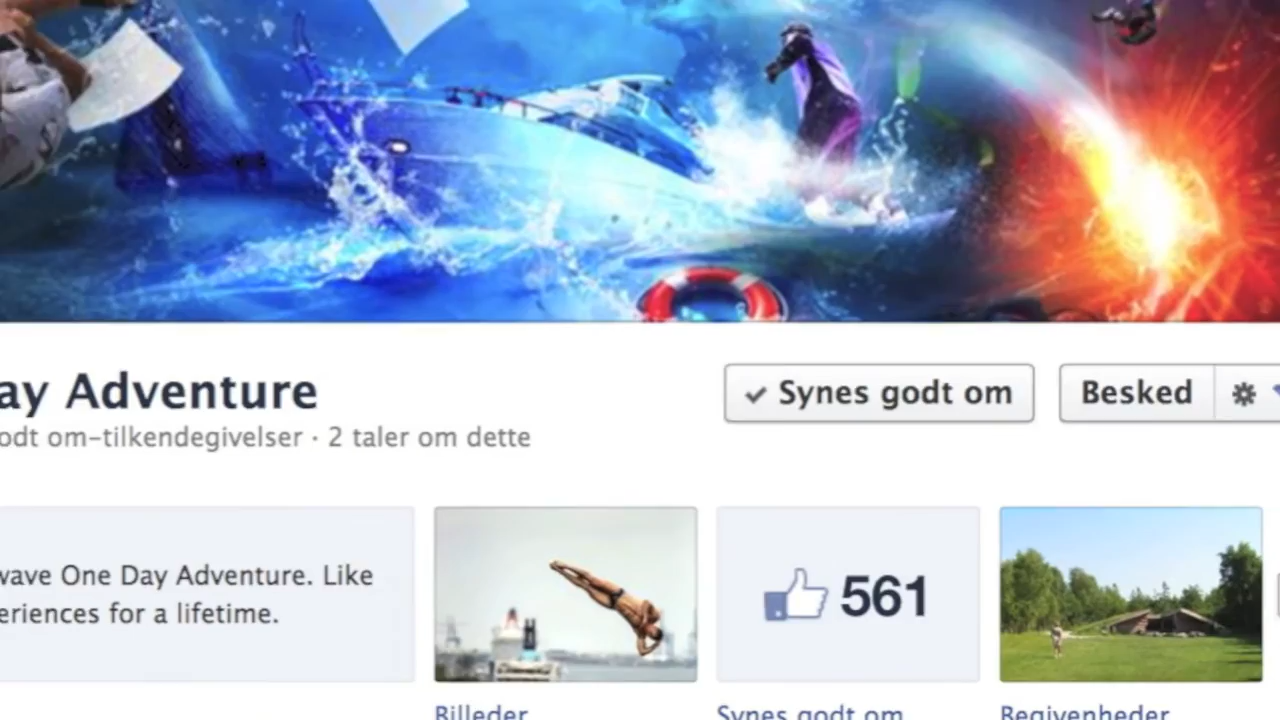 ay Adventure
✓ Synes godt om
Besked
odt om-tilkendegivelser · 2 taler om dette
wave One Day Adventure. Like
eriences for a lifetime.
561
Billeder
Synes godt om
Begivenheder